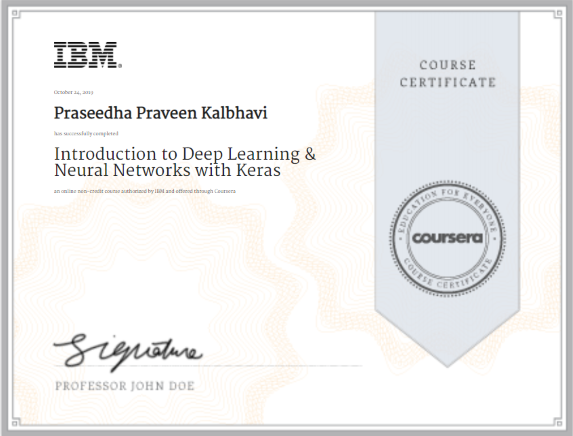 IBM®
October 24, 2023
Praseedha Praveen Kalbhavi
has successfully completed
Introduction to Deep Learning &
Neural Networks with Keras
an online non-credit course authorized by IBM and offered through Coursera
COURSE
CERTIFICATE
EDUCATION FOR EVERYONE
coursera
COURSE CERTIFICATE
Signature
PROFESSOR JOHN DOE